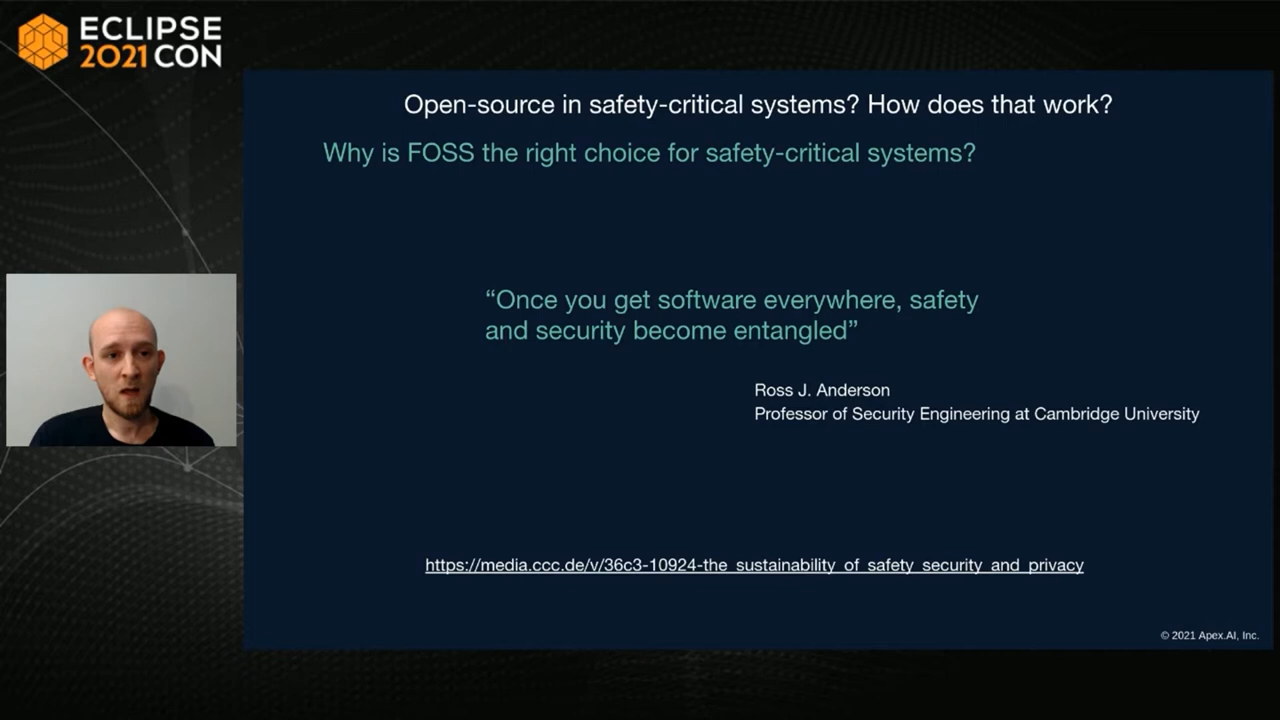 ECLIPSE
2021 CON
Open-source in safety-critical systems? How does that work?
Why is FOSS the right choice for safety-critical systems?
“Once you get software everywhere, safety
and security become entangled”
Ross J. Anderson
Professor of Security Engineering at Cambridge University
https://media.ccc.de/v/36c3-10924-the_sustainability_of_safety_security_and_privacy
© 2021 Apex.AI, Inc.